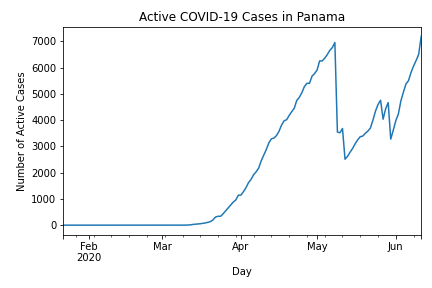 Active COVID-19 Cases in Panama
Number of Active Cases
7000
6000
5000
4000
3000
2000
1000
0
Feb
2020
Mar
Apr
May
Jun
Day